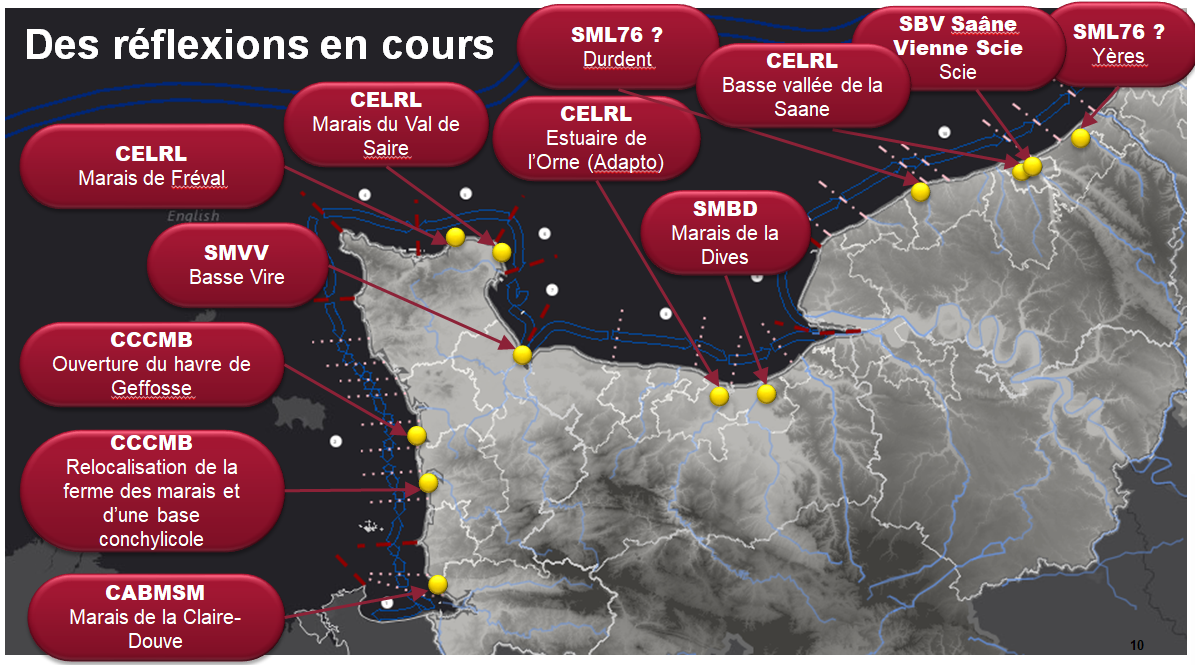 Des réflexions en cours
SML76 ?
Durdent
SBV Saâne
Vienne Scie
Scie
SML76 ?
Yères
CELRL
Basse vallée de la
Saane
CELRL
Marais du Val de
Saire
CELRL
Estuaire de
l'Orne (Adapto)
CELRL
Marais de Fréval
English
SMBD
Marais de la
Dives
SMVV
Basse Vire
CCCMB
Ouverture du havre de
Geffosse
CCCMB
Relocalisation de la
ferme des marais et
d'une base
conchylicole
CABMSM
Marais de la Claire-
Douve
10